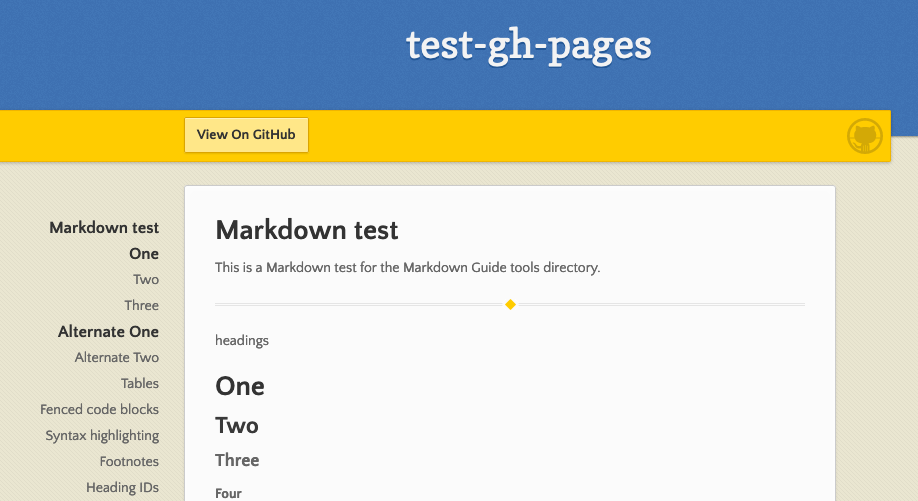 test-gh-pages
View On GitHub
Markdown test
One
Two
Three
Alternate One
Alternate Two
Tables
Fenced code blocks
Syntax highlighting
Footnotes
Heading IDs
Markdown test
This is a Markdown test for the Markdown Guide tools directory.
headings
One
Two
Three
Four